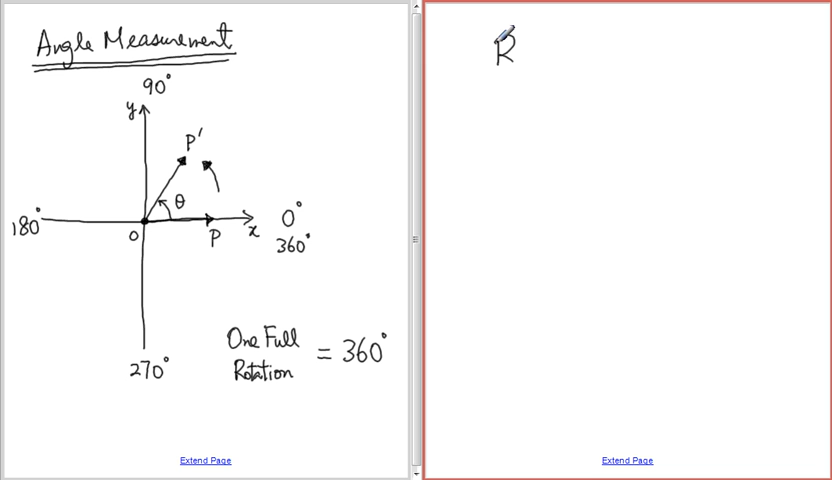 Angle Measurement
90°
y
P'
θ
180°
0°
O
P
x
360°
One Full
Rotation
= 360°
270°
Extend Page
R
Extend Page